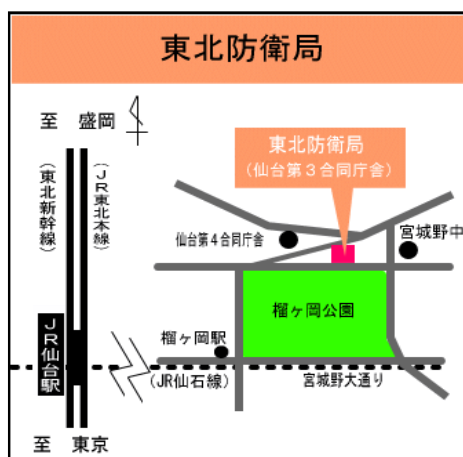 東北防衛局
至 盛岡
東北防衛局
(仙台第３合同庁舎)
(東北新幹線)
(ＪＲ東北本線)
仙台第４合同庁舎
宮城野中
榴ヶ岡公園
ＪＲ仙台駅
榴ヶ岡駅
(JR仙石線)
宮城野大通り
至 東京